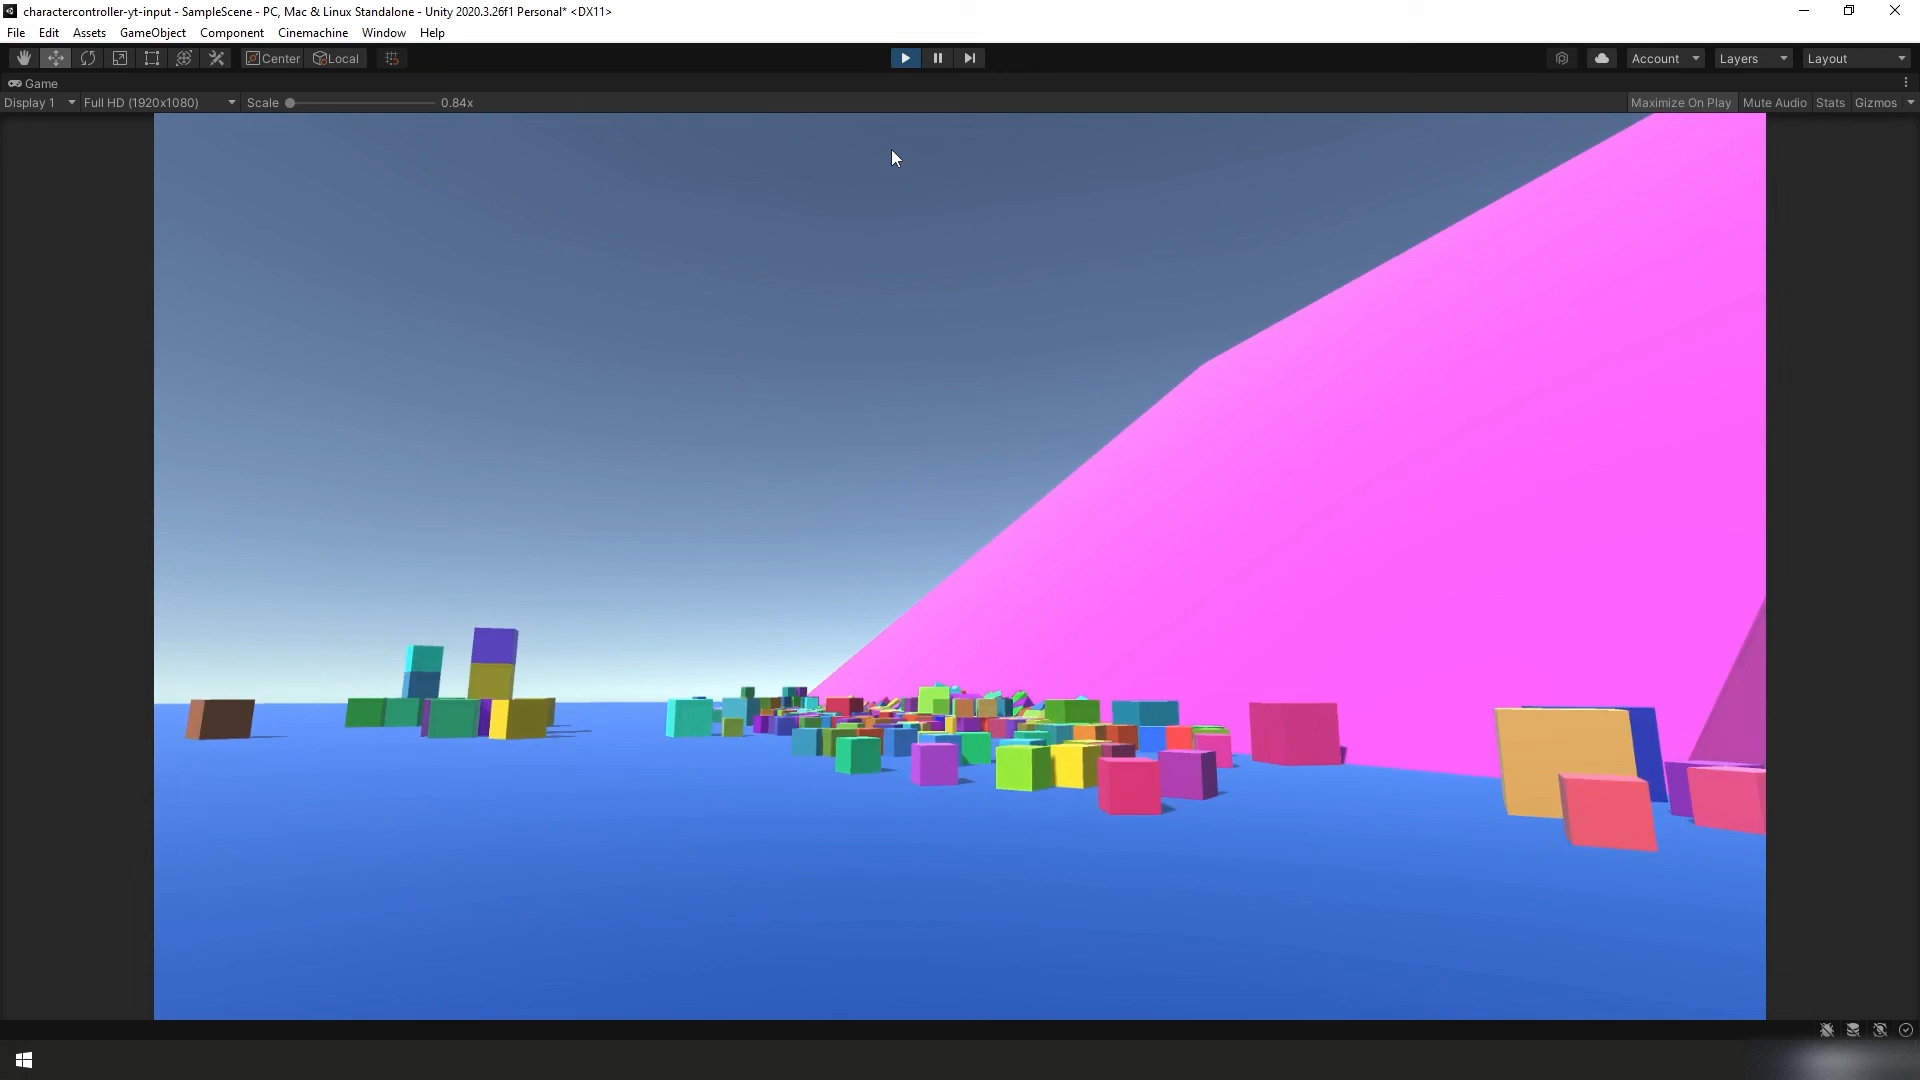 charactercontroller-yt-input - SampleScene - PC, Mac & Linux Standalone - Unity 2020.3.26f1 Personal* <DX11>
File Edit Assets GameObject Component Cinemachine Window Help
Center Local Account Layers Layout
Game
Display 1 Full HD (1920x1080) Scale 0.84x Maximize On Play Mute Audio Stats Gizmos